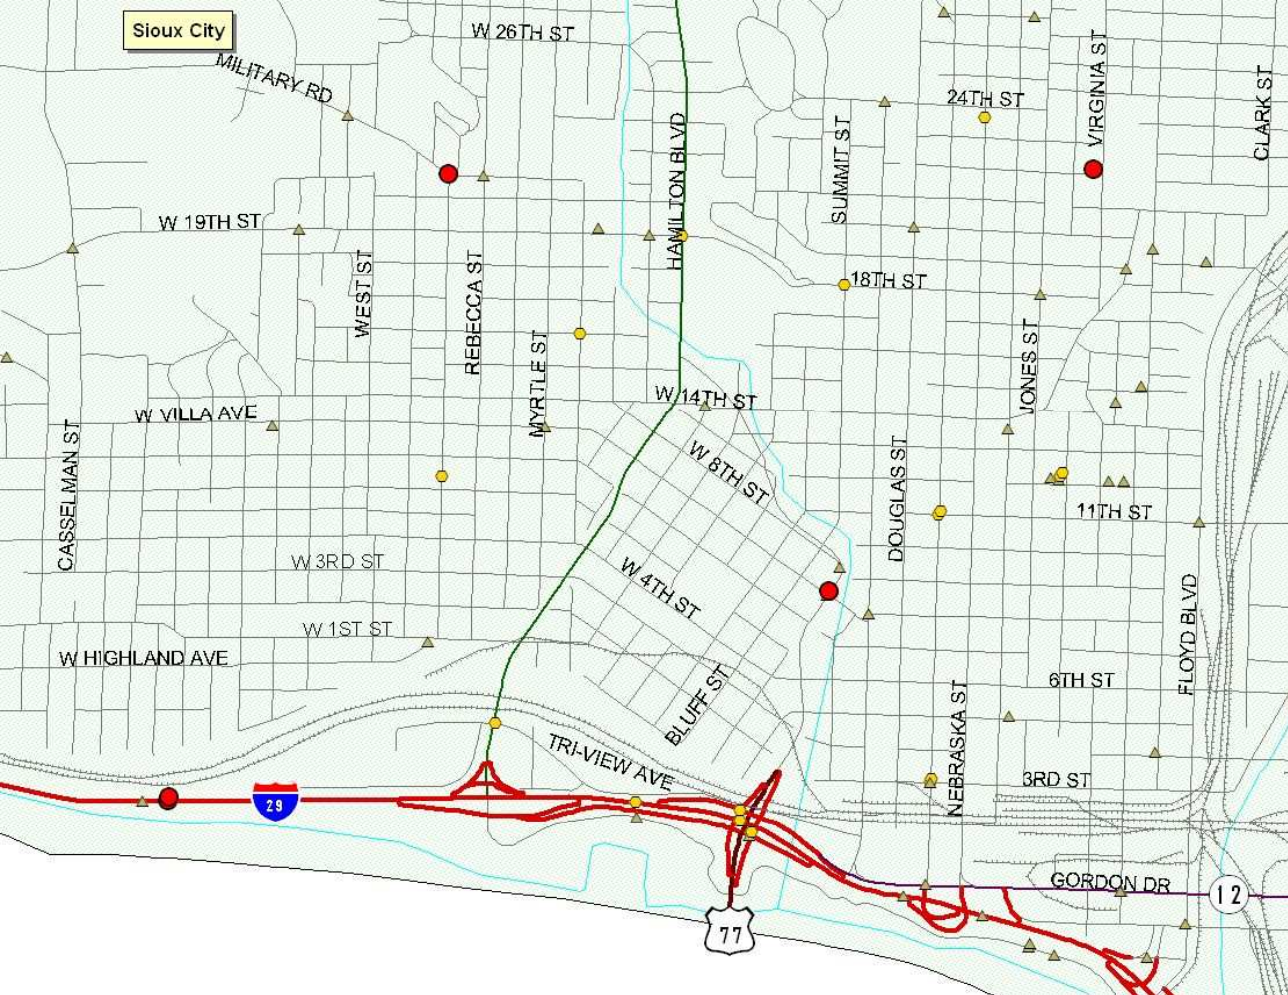 Sioux City
W 26TH ST
MILITARY RD
24TH ST
VIRGINIA ST
CLARK ST
HAMILTON BLVD
SUMMIT ST
W 19TH ST
WEST ST
REBECCA ST
18TH ST
MYRTLE ST
JONES ST
W 14TH ST
W VILLA AVE
CASSELMAN ST
W 8TH ST
DOUGLAS ST
11TH ST
W 3RD ST
W 4TH ST
FLOYD BLVD
W 1ST ST
W HIGHLAND AVE
BLUFF ST
6TH ST
NEBRASKA ST
TRI-VIEW AVE
3RD ST
29
GORDON DR
12
77